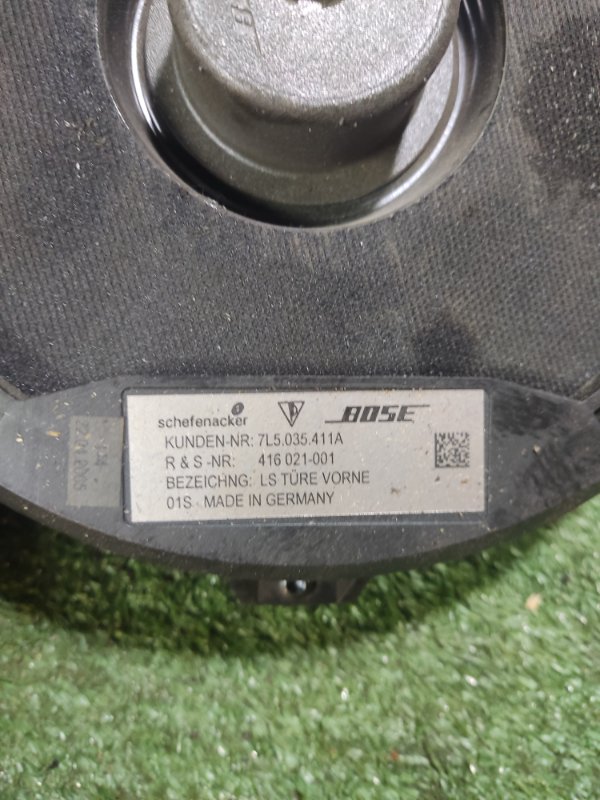 BOSE
schefenacker BOSE
KUNDEN-NR: 7L5.035.411A
R & S -NR: 416 021-001
BEZEICHNG: LS TÜRE VORNE
01S - MADE IN GERMANY